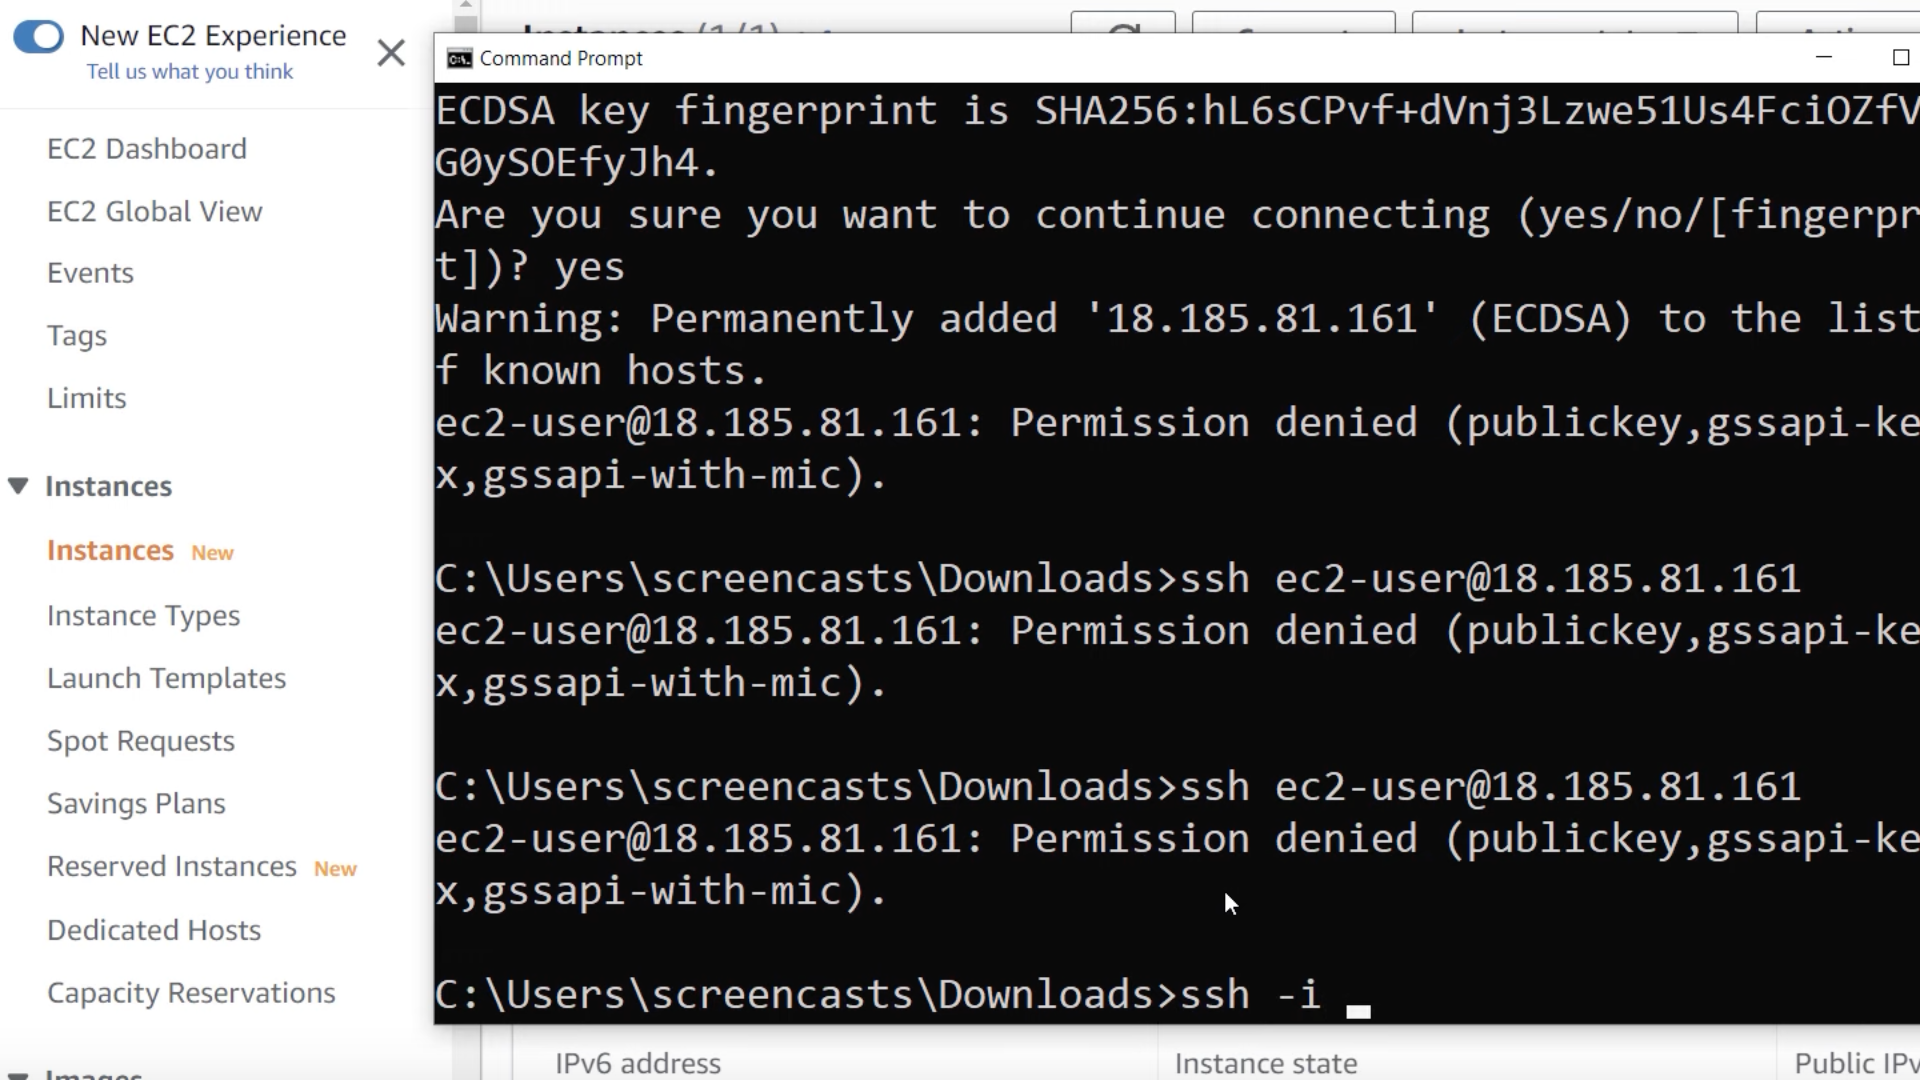 New EC2 Experience
Tell us what you think
EC2 Dashboard
EC2 Global View
Events
Tags
Limits
Instances
Instances New
Instance Types
Launch Templates
Spot Requests
Savings Plans
Reserved Instances New
Dedicated Hosts
Capacity Reservations
Images
Instances (1/1)
Command Prompt
ECDSA key fingerprint is SHA256:hL6sCPvf+dVnj3Lzwe51Us4FciOZfV
G0ySOEfyJh4.
Are you sure you want to continue connecting (yes/no/[fingerpr
t])? yes
Warning: Permanently added '18.185.81.161' (ECDSA) to the list
f known hosts.
ec2-user@18.185.81.161: Permission denied (publickey,gssapi-ke
x,gssapi-with-mic).
C:\Users\screencasts\Downloads>ssh ec2-user@18.185.81.161
ec2-user@18.185.81.161: Permission denied (publickey,gssapi-ke
x,gssapi-with-mic).
C:\Users\screencasts\Downloads>ssh ec2-user@18.185.81.161
ec2-user@18.185.81.161: Permission denied (publickey,gssapi-ke
x,gssapi-with-mic).
C:\Users\screencasts\Downloads>ssh -i
IPv6 address
Instance state
Public IPv